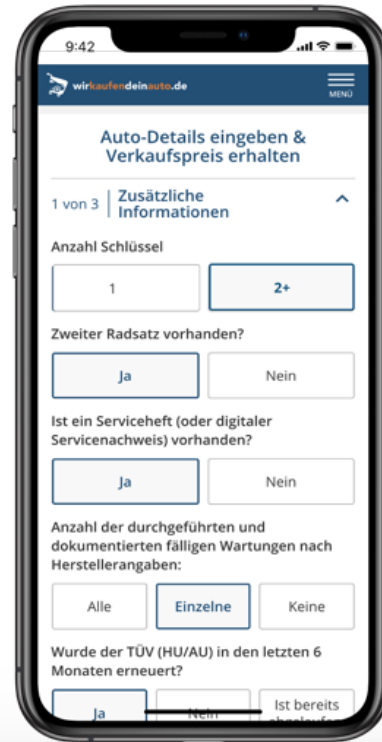 9:42
wirkaufendeinauto.de
MENÜ
Auto-Details eingeben &
Verkaufspreis erhalten
1 von 3 Zusätzliche
Informationen
Anzahl Schlüssel
1 2+
Zweiter Radsatz vorhanden?
Ja Nein
Ist ein Serviceheft (oder digitaler
Servicenachweis) vorhanden?
Ja Nein
Anzahl der durchgeführten und
dokumentierten fälligen Wartungen nach
Herstellerangaben:
Alle Einzelne Keine
Wurde der TÜV (HU/AU) in den letzten 6
Monaten erneuert?
Ja Nein Ist bereits